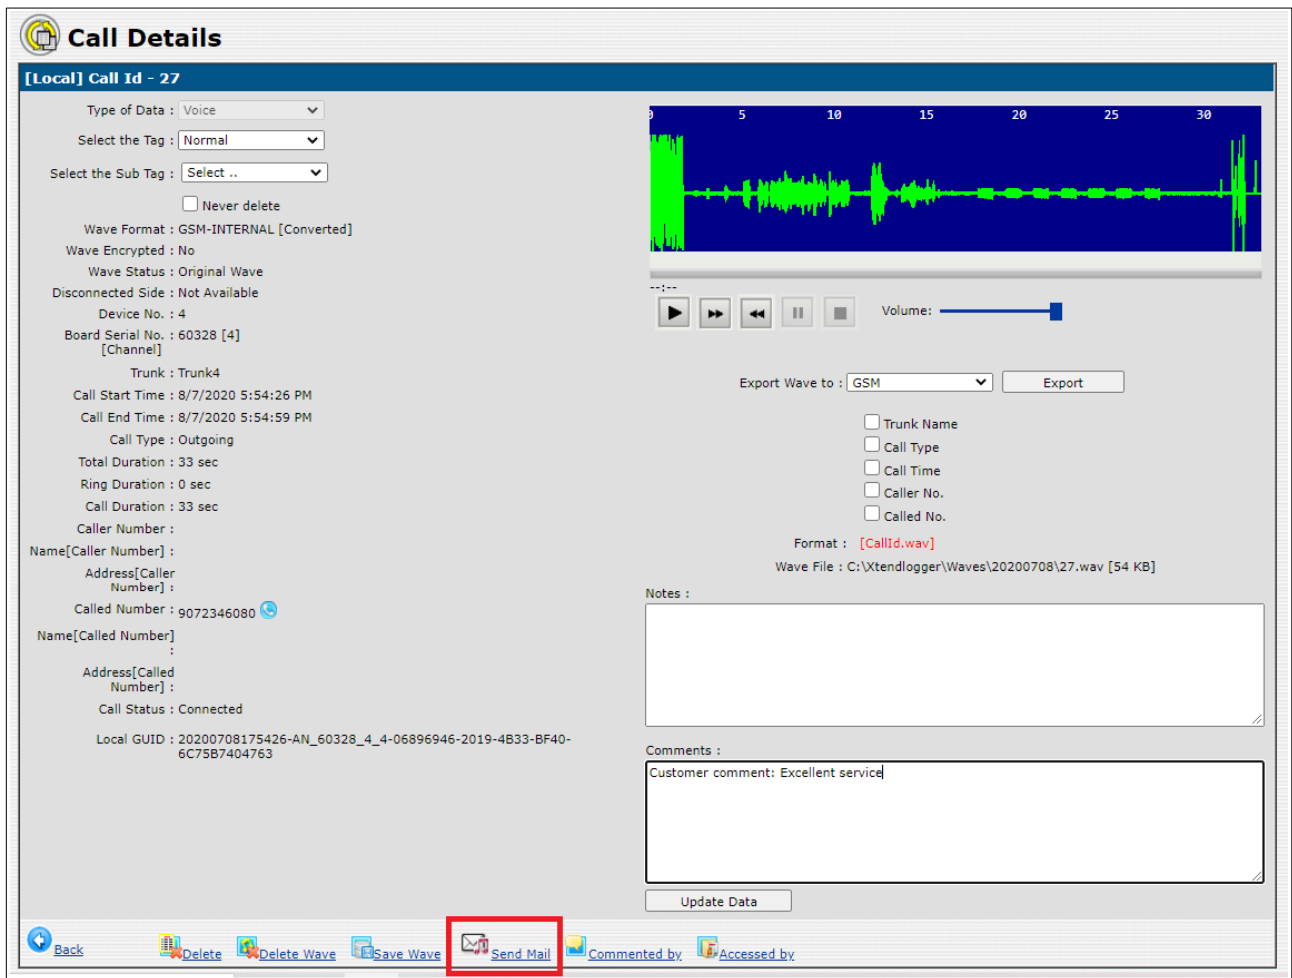 Call Details
[Local] Call Id - 27
Type of Data : Voice
Select the Tag : Normal
Select the Sub Tag : Select ..
Never delete
Wave Format : GSM-INTERNAL [Converted]
Wave Encrypted : No
Wave Status : Original Wave
Disconnected Side : Not Available
Device No. : 4
Board Serial No. : 60328 [4]
[Channel]
Trunk : Trunk4
Call Start Time : 8/7/2020 5:54:26 PM
Call End Time : 8/7/2020 5:54:59 PM
Call Type : Outgoing
Total Duration : 33 sec
Ring Duration : 0 sec
Call Duration : 33 sec
Caller Number :
Name[Caller Number] :
Address[Caller
Number] :
Called Number : 9072346080
Name[Called Number]
:
Address[Called
Number] :
Call Status : Connected
Local GUID : 20200708175426-AN_60328_4_4-06896946-2019-4B33-BF40-
6C75B7404763
0 5 10 15 20 25 30
--:--
Volume:
Export Wave to : GSM Export
Trunk Name
Call Type
Call Time
Caller No.
Called No.
Format : [CallId.wav]
Wave File : C:\Xtendlogger\Waves\20200708\27.wav [54 KB]
Notes :
Comments :
Customer comment: Excellent service
Update Data
Back Delete Delete Wave Save Wave Send Mail Commented by Accessed by